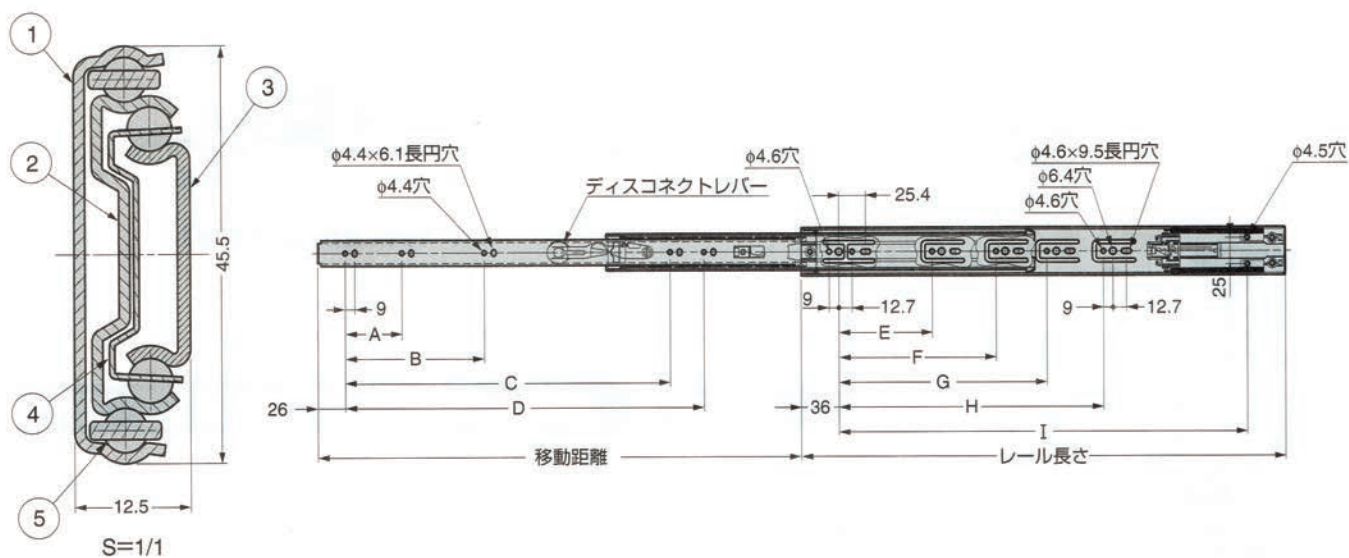 1
2
3
4
5
45.5
12.5
S=1/1
φ4.4×6.1長円穴
φ4.4穴
ディスコネクトレバー
φ4.6穴
25.4
φ4.6×9.5長円穴
φ6.4穴
φ4.6穴
φ4.5穴
9
A
B
C
D
26
移動距離
9
12.7
E
F
G
H
I
36
9
12.7
25
レール長さ